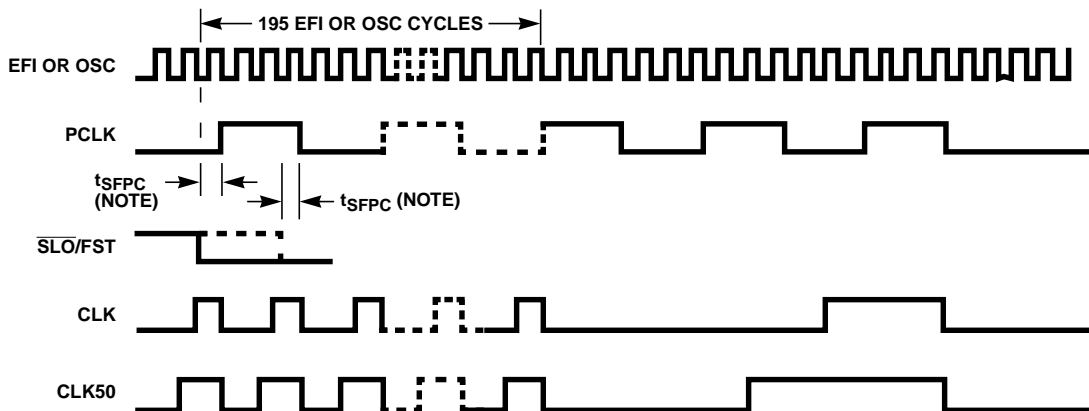 195 EFI OR OSC CYCLES
EFI OR OSC
PCLK
tSFPC
(NOTE)
tSFPC (NOTE)
SLO/FST
CLK
CLK50